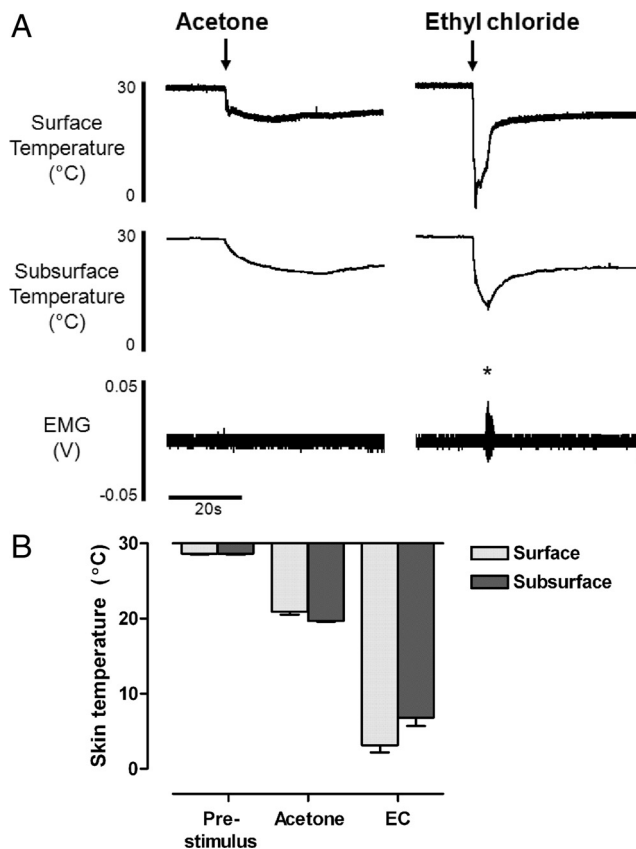 A
Acetone
Ethyl chloride
30
Surface
Temperature
(°C)
0
30
Subsurface
Temperature
(°C)
0
*
0.05
EMG
(V)
-0.05
20s
B
30
20
10
0
Skin temperature (°C)
Surface
Subsurface
Pre-
stimulus
Acetone
EC